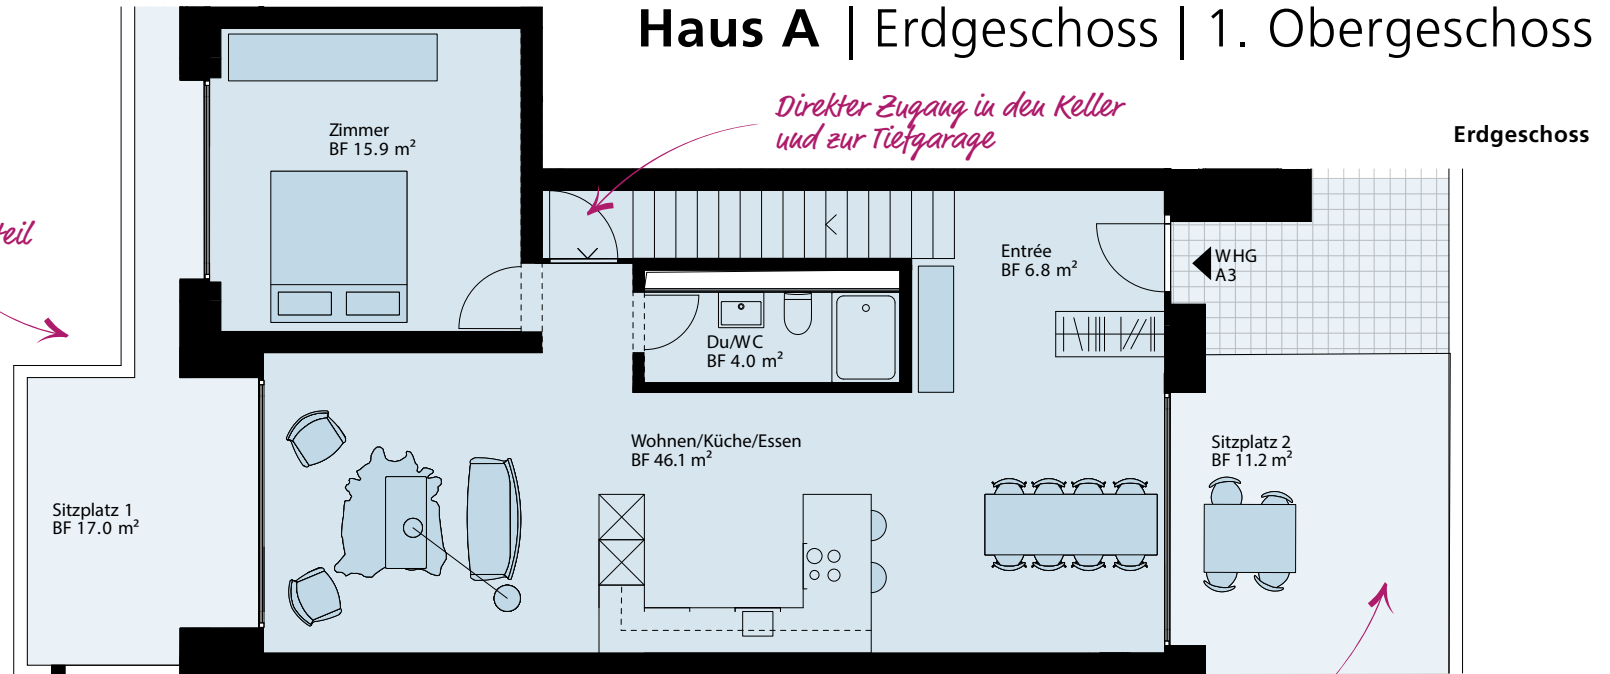 Haus A | Erdgeschoss | 1. Obergeschoss
Direkter Zugang in den Keller
und zur Tiefgarage
Erdgeschoss
Zimmer
BF 15.9 m²
Entrée
BF 6.8 m²
WHG
A3
Du/WC
BF 4.0 m²
Wohnen/Küche/Essen
BF 46.1 m²
Sitzplatz 2
BF 11.2 m²
Sitzplatz 1
BF 17.0 m²